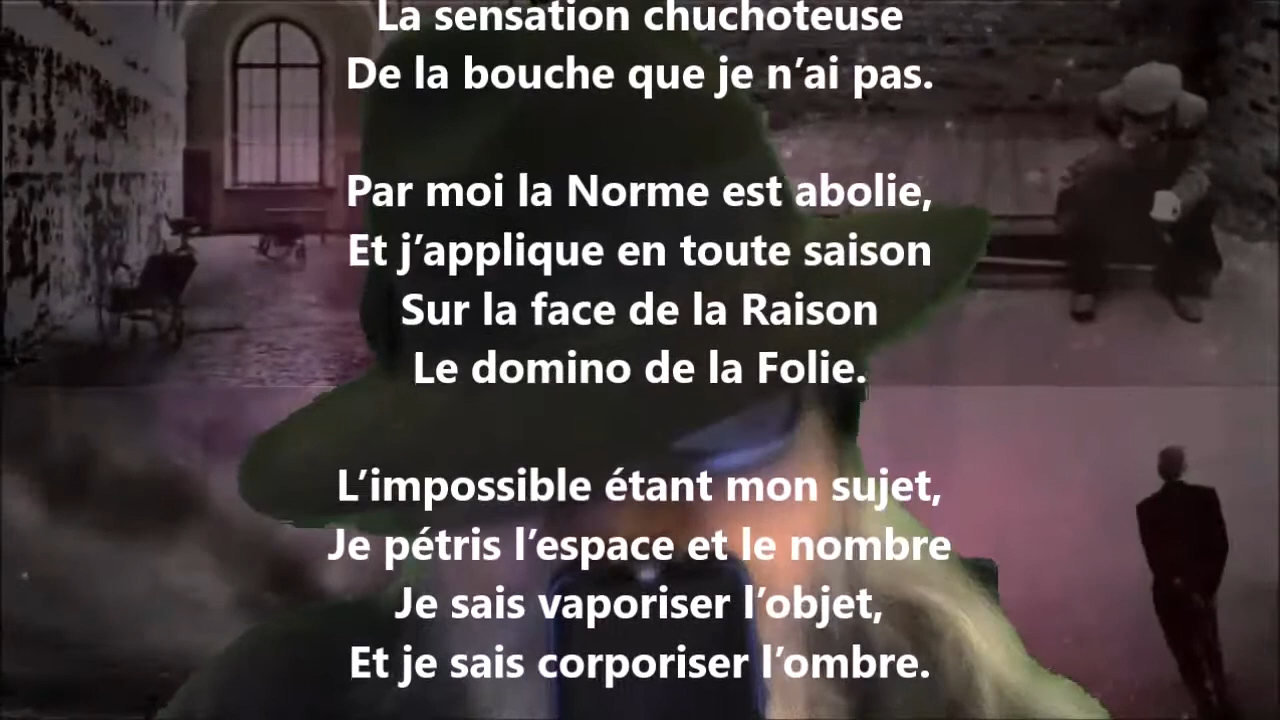 La sensation chuchoteuse
De la bouche que je n’ai pas.
Par moi la Norme est abolie,
Et j’applique en toute saison
Sur la face de la Raison
Le domino de la Folie.
L’impossible étant mon sujet,
Je pétris l’espace et le nombre
Je sais vaporiser l’objet,
Et je sais corporiser l’ombre.